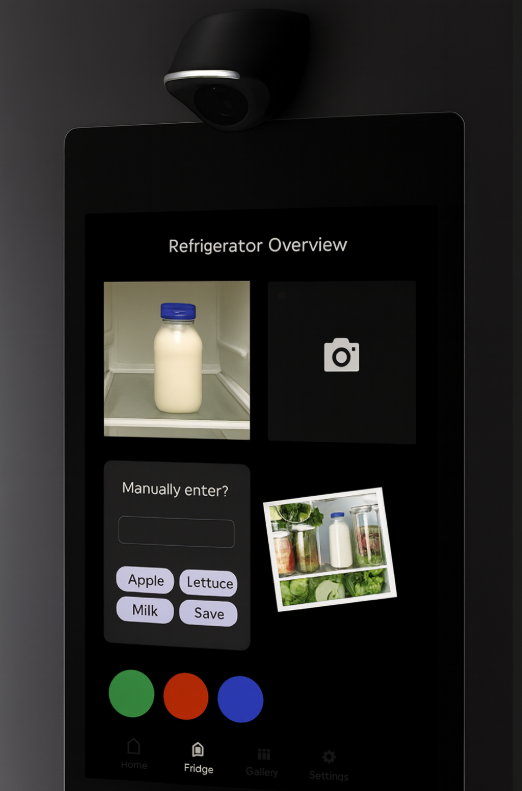 Refrigerator Overview
Manually enter?
Apple
Lettuce
Milk
Save
Home
Fridge
Gallery
Settings